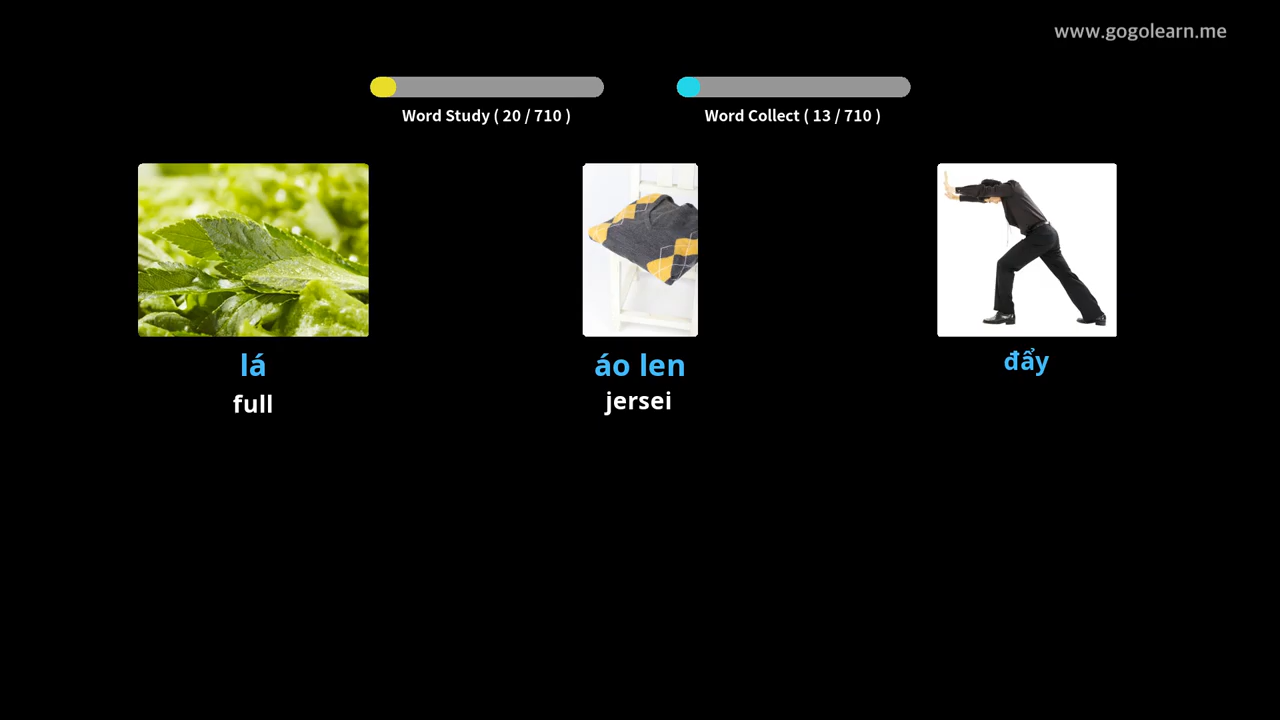 www.gogolearn.me
Word Study ( 20 / 710 )
Word Collect ( 13 / 710 )
lá
full
áo len
jersei
đẩy